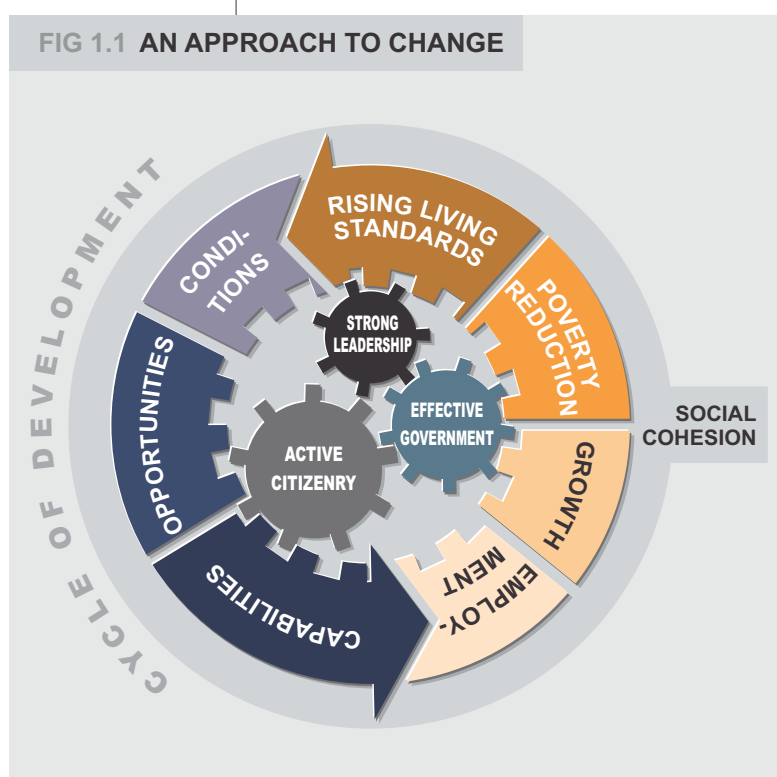 FIG 1.1 AN APPROACH TO CHANGE
CYCLE OF DEVELOPMENT
RISING LIVING
STANDARDS
POVERTY
REDUCTION
SOCIAL
COHESION
GROWTH
EMPLOY-
MENT
CAPABILITIES
OPPORTUNITIES
CONDI-
TIONS
STRONG
LEADERSHIP
EFFECTIVE
GOVERNMENT
ACTIVE
CITIZENRY